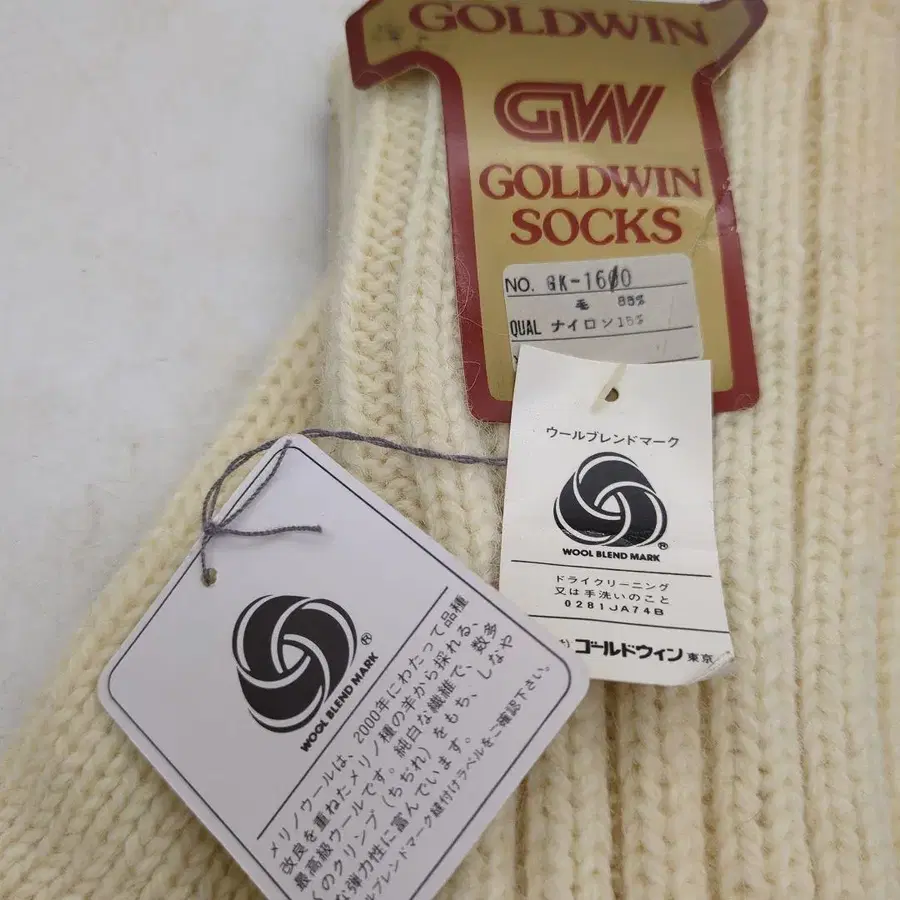 GOLDWIN
GW
GOLDWIN
SOCKS
NO. GK-1600
毛 85%
QUAL ナイロン15%
ウールブレンドマーク
®
WOOL BLEND MARK
ドライクリーニング
又は手洗いのこと
0281JA74B
ゴールドウィン 東京
®
WOOL BLEND MARK
メリノウールは、2000年にわたって品種
改良を重ねたメリノ種の羊から採れる、
最高級ウールです。純白な繊維で、数多
くのクリンプ(ちぢれ)をもち、しなや
な弾力性に富んでいます。
ルブレンドマーク縫付けラベルをご確認下さい。